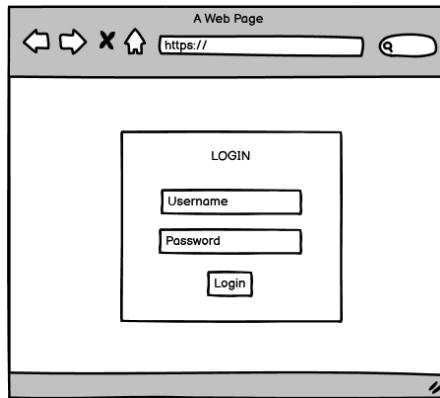 A Web Page
https://
LOGIN
Username
Password
Login